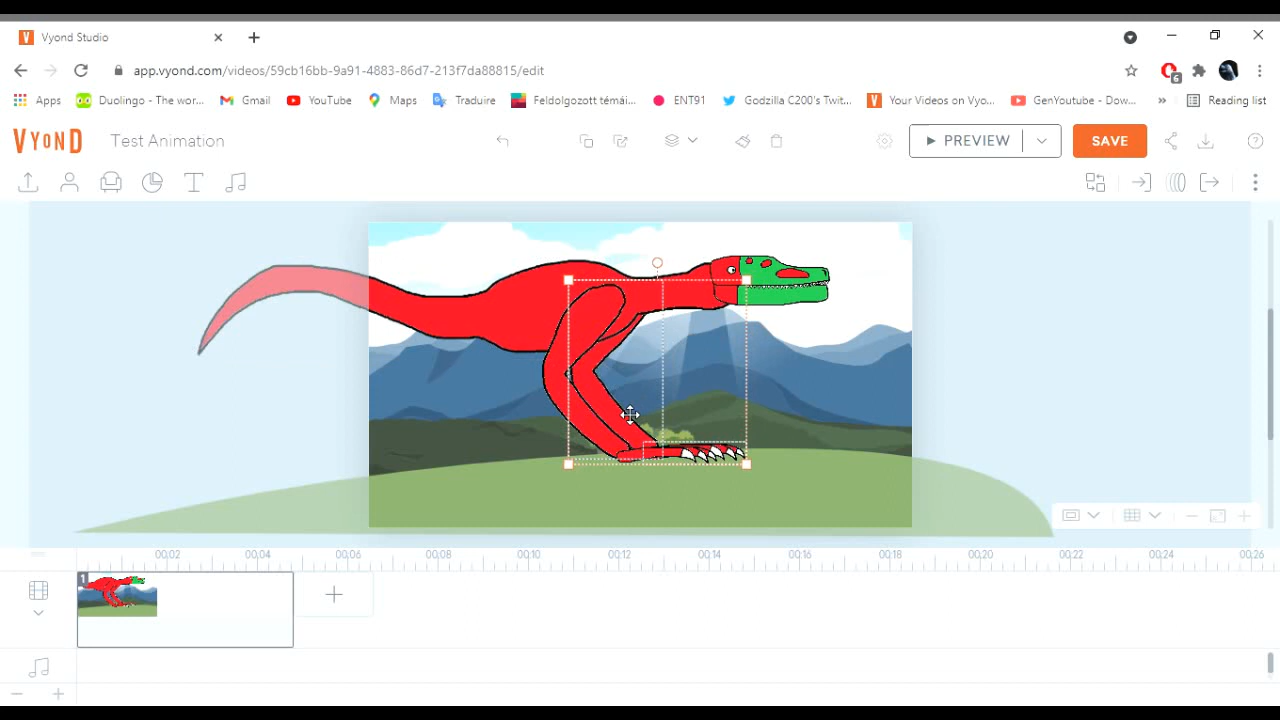 V Vyond Studio
app.vyond.com/videos/59cb16bb-9a91-4883-86d7-213f7da88815/edit
6
Apps Duolingo - The wor... Gmail YouTube Maps Traduire Feldolgozott témái... ENT91 Godzilla C200's Twit... V Your Videos on Vyo... GenYoutube - Dow... » Reading list
VYOND Test Animation PREVIEW SAVE
00;02 00;04 00;06 00;08 00;10 00;12 00;14 00;16 00;18 00;20 00;22 00;24 00;26
1